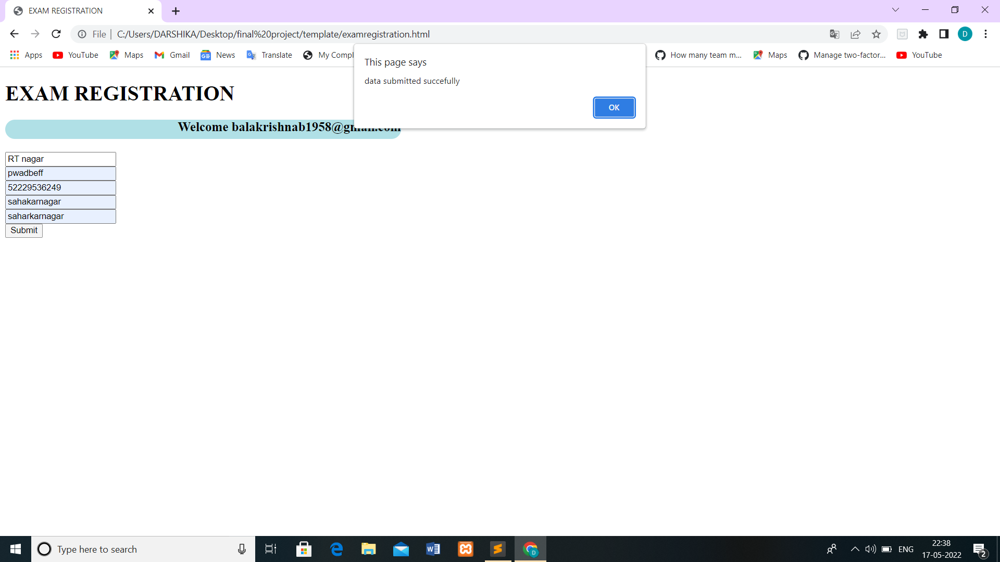 EXAM REGISTRATION
File C:/Users/DARSHIKA/Desktop/final%20project/template/examregistration.html
D
Apps YouTube Maps Gmail News Translate My Compl How many team m... Maps Manage two-factor... YouTube
This page says
data submitted succefully
OK
EXAM REGISTRATION
Welcome balakrishnab1958@gmail.com
RT nagar
pwadbeff
52229536249
sahakarnagar
saharkarnagar
Submit
Type here to search
ENG
22:38
17-05-2022
2